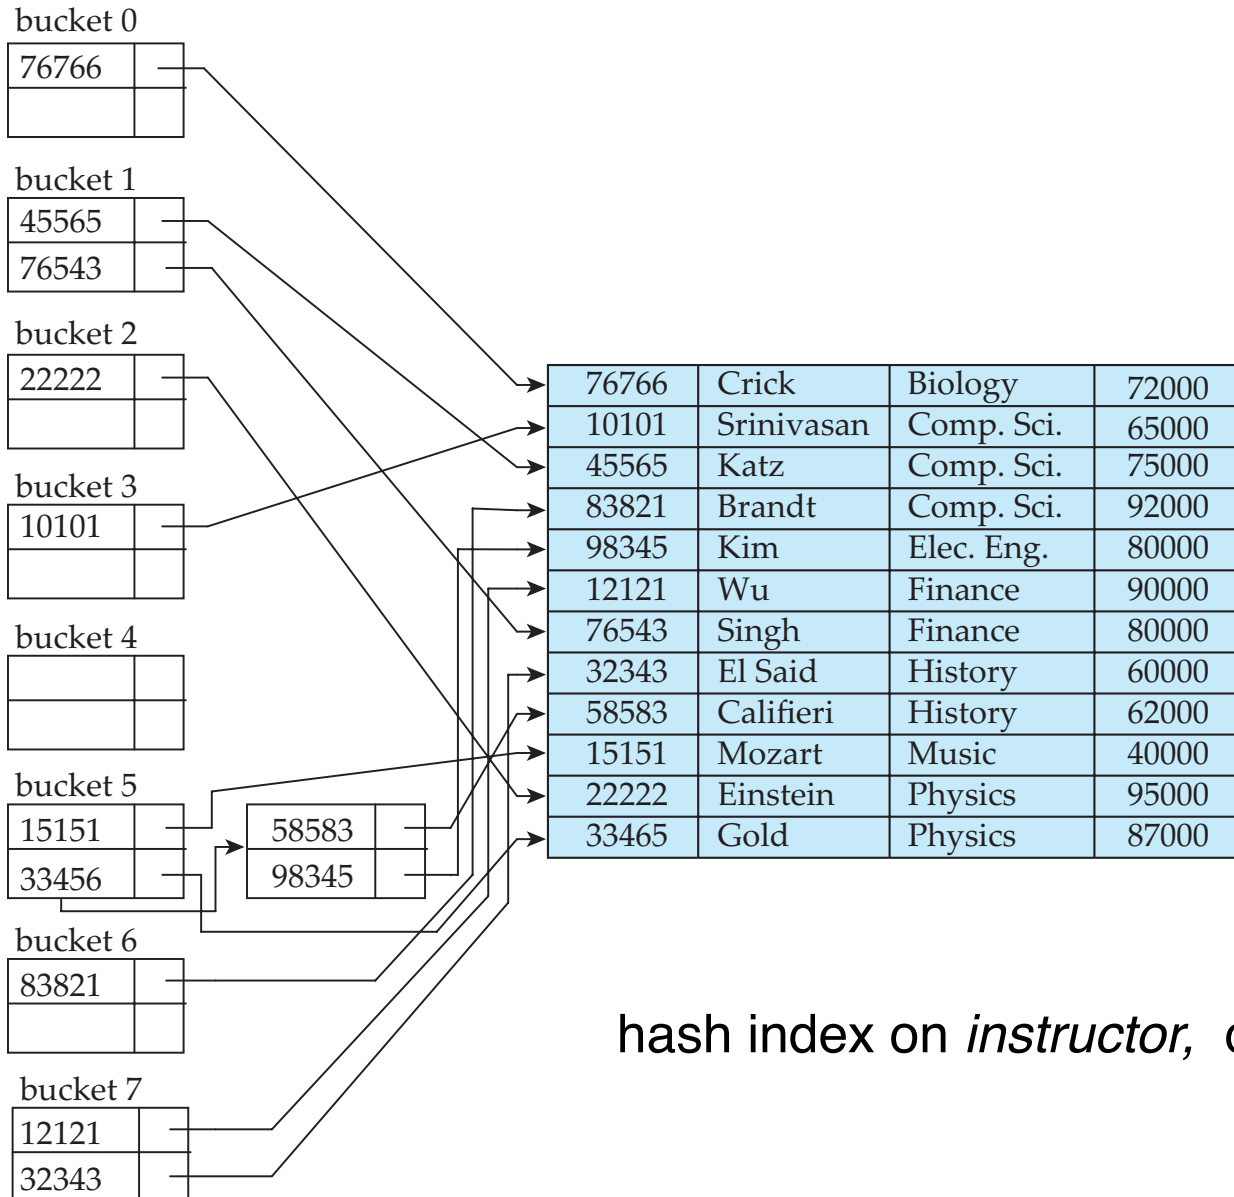 bucket 0
76766
bucket 1
45565
76543
bucket 2
22222
bucket 3
10101
bucket 4
bucket 5
15151
33456
58583
98345
bucket 6
83821
bucket 7
12121
32343
76766 Crick Biology 72000
10101 Srinivasan Comp. Sci. 65000
45565 Katz Comp. Sci. 75000
83821 Brandt Comp. Sci. 92000
98345 Kim Elec. Eng. 80000
12121 Wu Finance 90000
76543 Singh Finance 80000
32343 El Said History 60000
58583 Califieri History 62000
15151 Mozart Music 40000
22222 Einstein Physics 95000
33465 Gold Physics 87000
hash index on instructor,